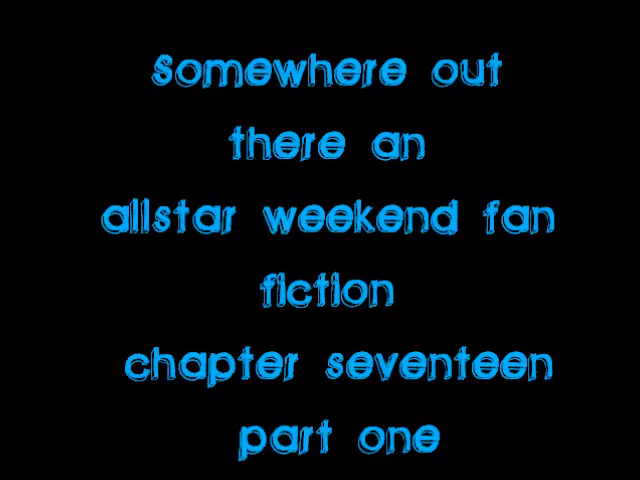 somewhere out
there an
allstar weekend fan
fiction
chapter seventeen
part one